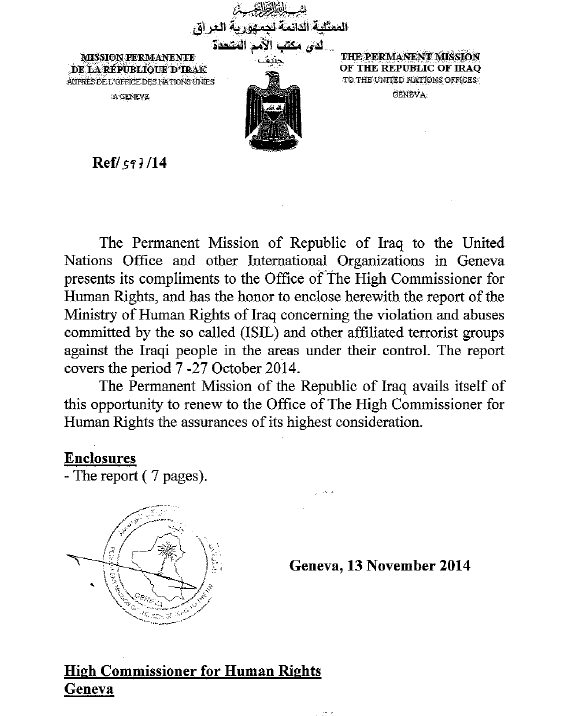 الممثلية الدائمة لجمهورية العراق
لدى مكتب الأمم المتحدة
جنيف
MISSION PERMANENTE
DE LA RÉPUBLIQUE D'IRAK
AUPRÈS DE L'OFFICE DES NATIONS UNIES
A GENEVE
THE PERMANENT MISSION
OF THE REPUBLIC OF IRAQ
TO THE UNITED NATIONS OFFICES
GENEVA
Ref/597/14
The Permanent Mission of Republic of Iraq to the United
Nations Office and other International Organizations in Geneva
presents its compliments to the Office of The High Commissioner for
Human Rights, and has the honor to enclose herewith the report of the
Ministry of Human Rights of Iraq concerning the violation and abuses
committed by the so called (ISIL) and other affiliated terrorist groups
against the Iraqi people in the areas under their control. The report
covers the period 7 -27 October 2014.
The Permanent Mission of the Republic of Iraq avails itself of
this opportunity to renew to the Office of The High Commissioner for
Human Rights the assurances of its highest consideration.
Enclosures
- The report ( 7 pages).
GENEVA
Geneva, 13 November 2014
High Commissioner for Human Rights
Geneva